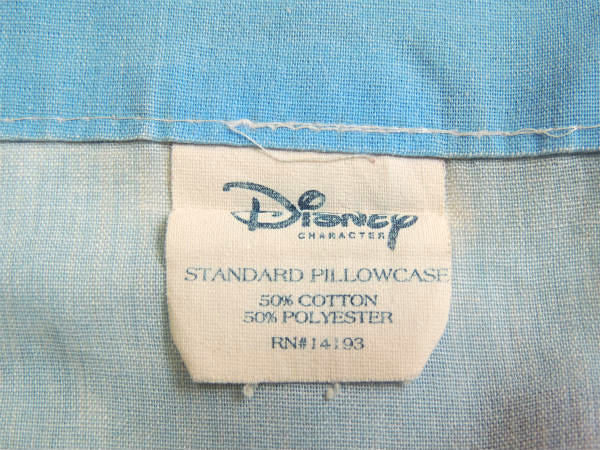 Disney
CHARACTER
STANDARD PILLOWCASE
50% COTTON
50% POLYESTER
RN#14193